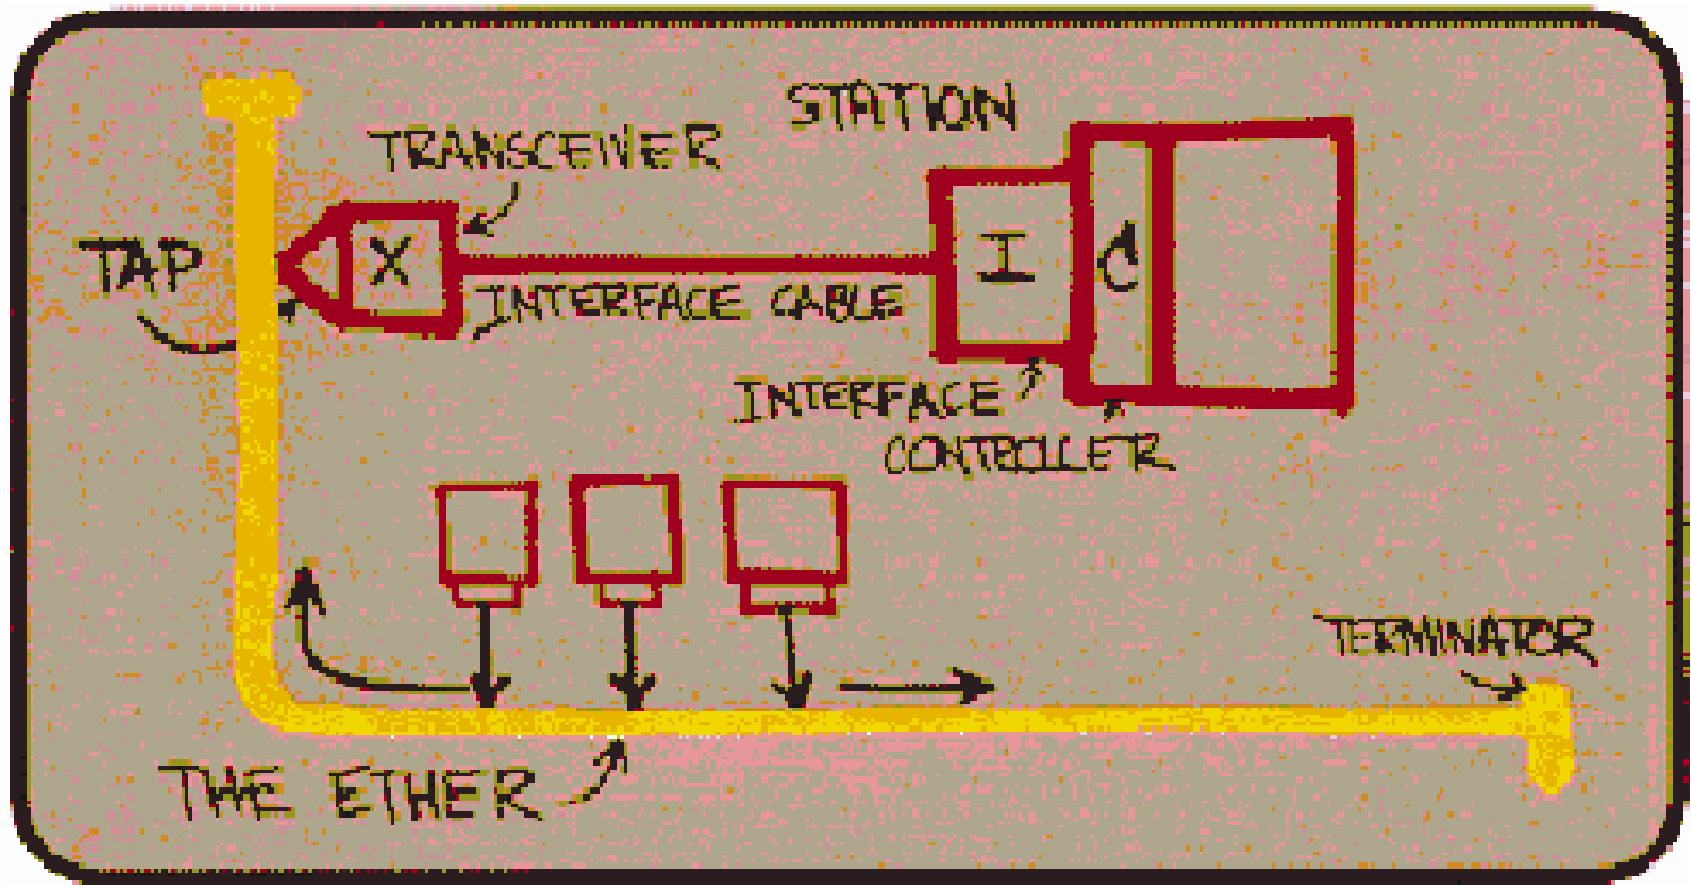 STATION
TRANSCEIVER
TAP
X
I
C
INTERFACE CABLE
INTERFACE
CONTROLLER
TERMINATOR
THE ETHER